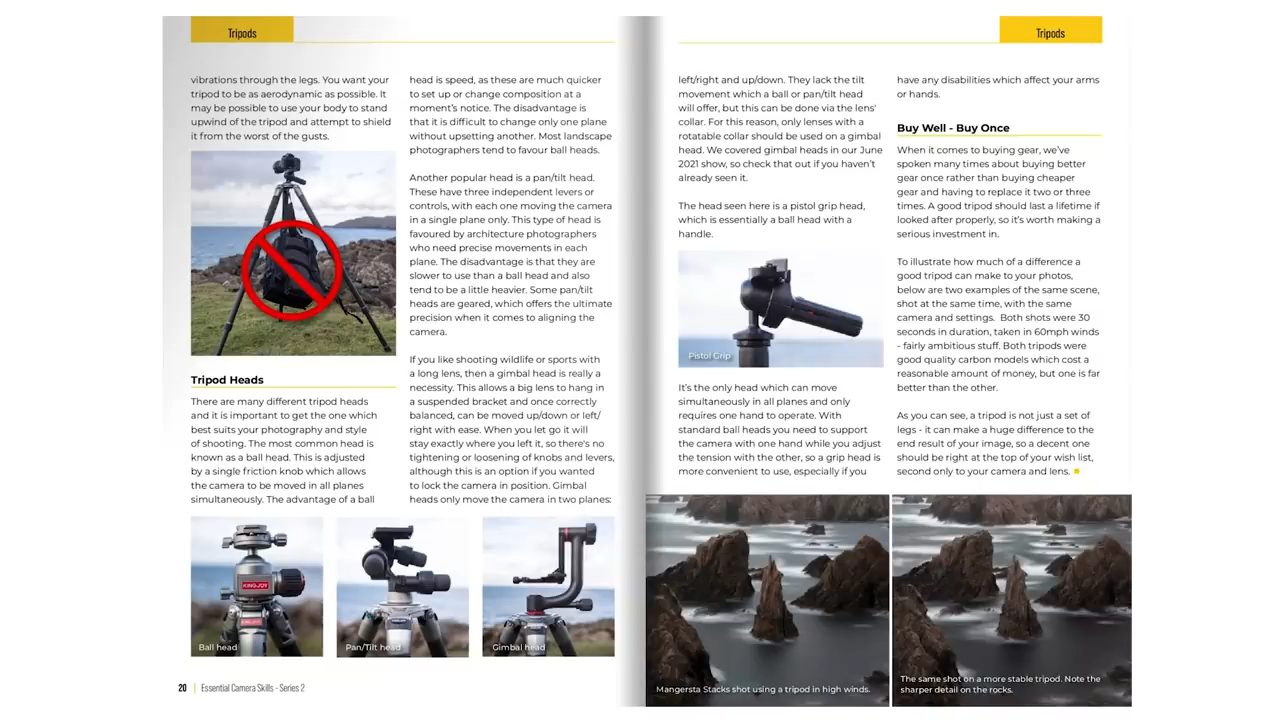 Tripods
vibrations through the legs. You want your
tripod to be as aerodynamic as possible. It
may be possible to use your body to stand
upwind of the tripod and attempt to shield
it from the worst of the gusts.
Tripod Heads
There are many different tripod heads
and it is important to get the one which
best suits your photography and style
of shooting. The most common head is
known as a ball head. This is adjusted
by a single friction knob which allows
the camera to be moved in all planes
simultaneously. The advantage of a ball
head is speed, as these are much quicker
to set up or change composition at a
moment's notice. The disadvantage is
that it is difficult to change only one plane
without upsetting another. Most landscape
photographers tend to favour ball heads.
Another popular head is a pan/tilt head.
These have three independent levers or
controls, with each one moving the camera
in a single plane only. This type of head is
favoured by architecture photographers
who need precise movements in each
plane. The disadvantage is that they are
slower to use than a ball head and also
tend to be a little heavier. Some pan/tilt
heads are geared, which offers the ultimate
precision when it comes to aligning the
camera.
If you like shooting wildlife or sports with
a long lens, then a gimbal head is really a
necessity. This allows a big lens to hang in
a suspended bracket and once correctly
balanced, can be moved up/down or left/
right with ease. When you let go it will
stay exactly where you left it, so there's no
tightening or loosening of knobs and levers,
although this is an option if you wanted
to lock the camera in position. Gimbal
heads only move the camera in two planes:
KINGJOY
KINGJOY
Ball head
Pan/Tilt head
Gimbal head
20 | Essential Camera Skills - Series 2
Tripods
left/right and up/down. They lack the tilt
movement which a ball or pan/tilt head
will offer, but this can be done via the lens'
collar. For this reason, only lenses with a
rotatable collar should be used on a gimbal
head. We covered gimbal heads in our June
2021 show, so check that out if you haven't
already seen it.
The head seen here is a pistol grip head,
which is essentially a ball head with a
handle.
Pistol Grip
It's the only head which can move
simultaneously in all planes and only
requires one hand to operate. With
standard ball heads you need to support
the camera with one hand while you adjust
the tension with the other, so a grip head is
more convenient to use, especially if you
have any disabilities which affect your arms
or hands.
Buy Well - Buy Once
When it comes to buying gear, we've
spoken many times about buying better
gear once rather than buying cheaper
gear and having to replace it two or three
times. A good tripod should last a lifetime if
looked after properly, so it's worth making a
serious investment in.
To illustrate how much of a difference a
good tripod can make to your photos,
below are two examples of the same scene,
shot at the same time, with the same
camera and settings. Both shots were 30
seconds in duration, taken in 60mph winds
- fairly ambitious stuff. Both tripods were
good quality carbon models which cost a
reasonable amount of money, but one is far
better than the other.
As you can see, a tripod is not just a set of
legs - it can make a huge difference to the
end result of your image, so a decent one
should be right at the top of your wish list,
second only to your camera and lens.
Mangersta Stacks shot using a tripod in high winds.
The same shot on a more stable tripod. Note the
sharper detail on the rocks.